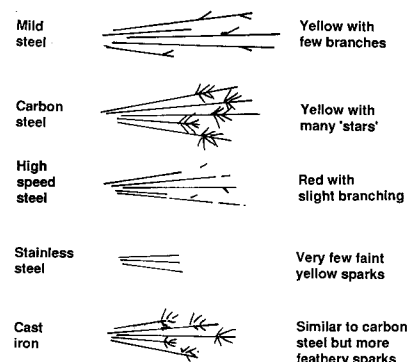 Mild
steel
Yellow with
few branches
Carbon
steel
Yellow with
many 'stars'
High
speed
steel
Red with
slight branching
Stainless
steel
Very few faint
yellow sparks
Cast
iron
Similar to carbon
steel but more
feathery sparks